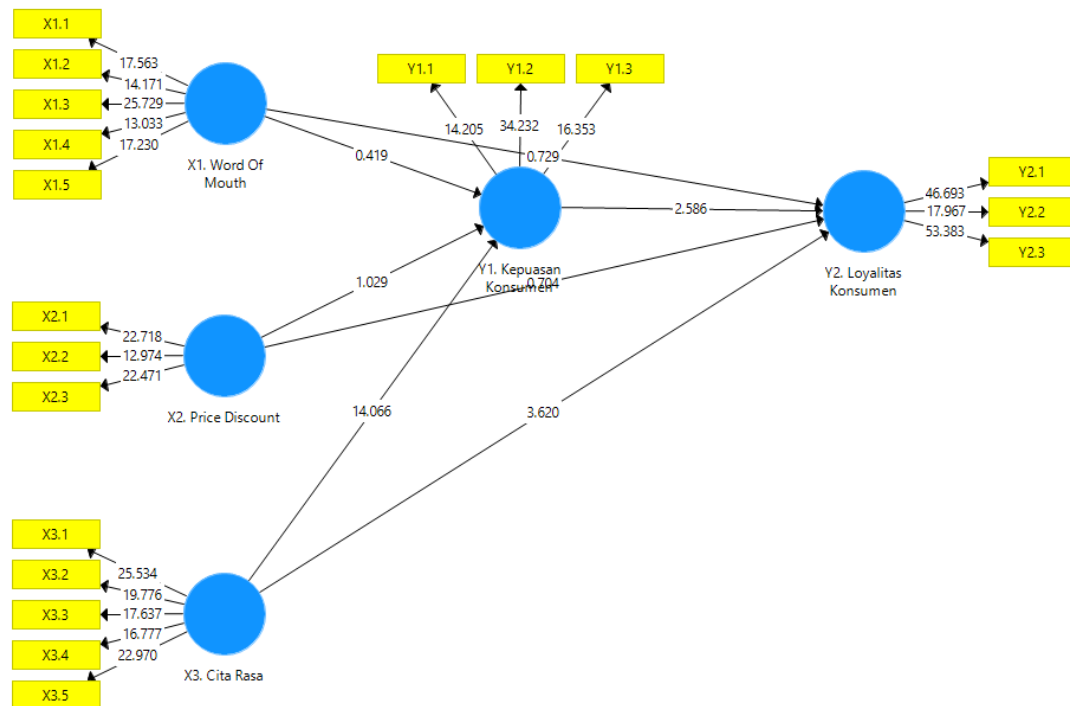 X1.1
X1.2
X1.3
X1.4
X1.5
17.563
14.171
25.729
13.033
17.230
X1. Word Of
Mouth
Y1.1
Y1.2
Y1.3
14.205
34.232
16.353
0.419
0.729
Y1. Kepuasan
Konsumen
2.586
Y2.1
Y2.2
Y2.3
46.693
17.967
53.383
Y2. Loyalitas
Konsumen
X2.1
X2.2
X2.3
22.718
12.974
22.471
X2. Price Discount
1.029
0.704
14.066
3.620
X3.1
X3.2
X3.3
X3.4
X3.5
25.534
19.776
17.637
16.777
22.970
X3. Cita Rasa